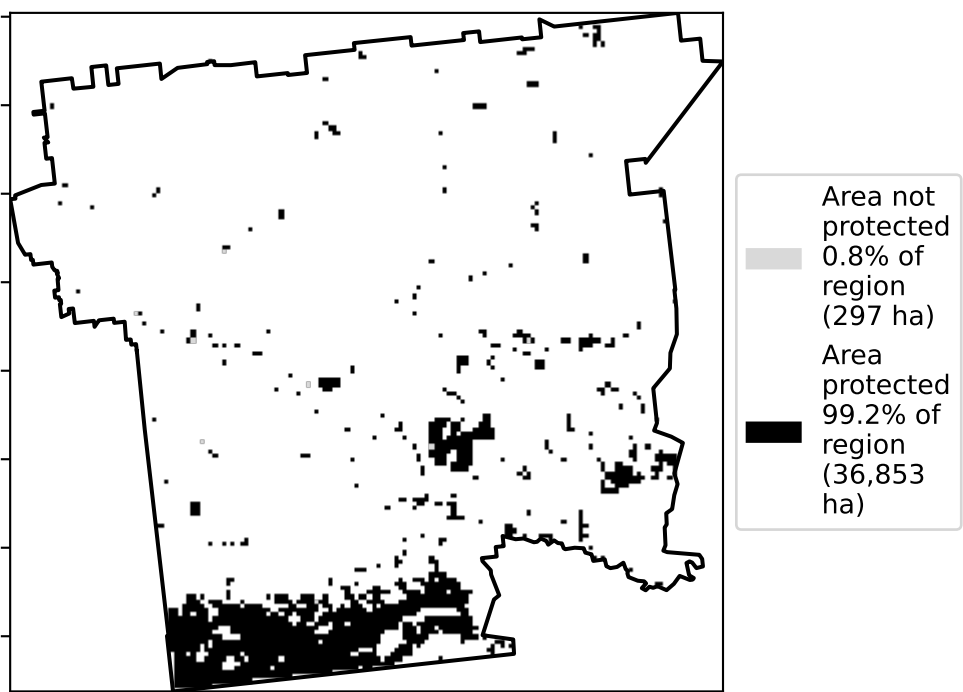 Area not
protected
0.8% of
region
(297 ha)
Area
protected
99.2% of
region
(36,853
ha)